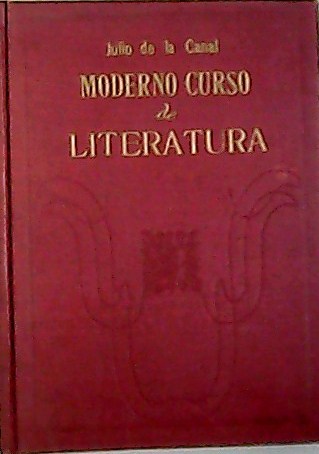 Julio de la Canal
MODERNO CURSO
de
LITERATURA